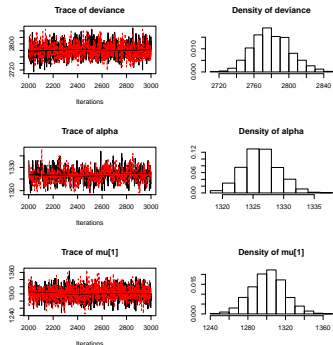 Trace of deviance
Density of deviance
2720 2800
2000 2200 2400 2600 2800 3000
Iterations
0.000 0.010
2720 2760 2800 2840
Trace of alpha
Density of alpha
1320 1330
2000 2200 2400 2600 2800 3000
Iterations
0.00 0.06 0.12
1320 1325 1330 1335
Trace of mu[1]
Density of mu[1]
1240 1300 1360
2000 2200 2400 2600 2800 3000
Iterations
0.000 0.015
1240 1280 1320 1360